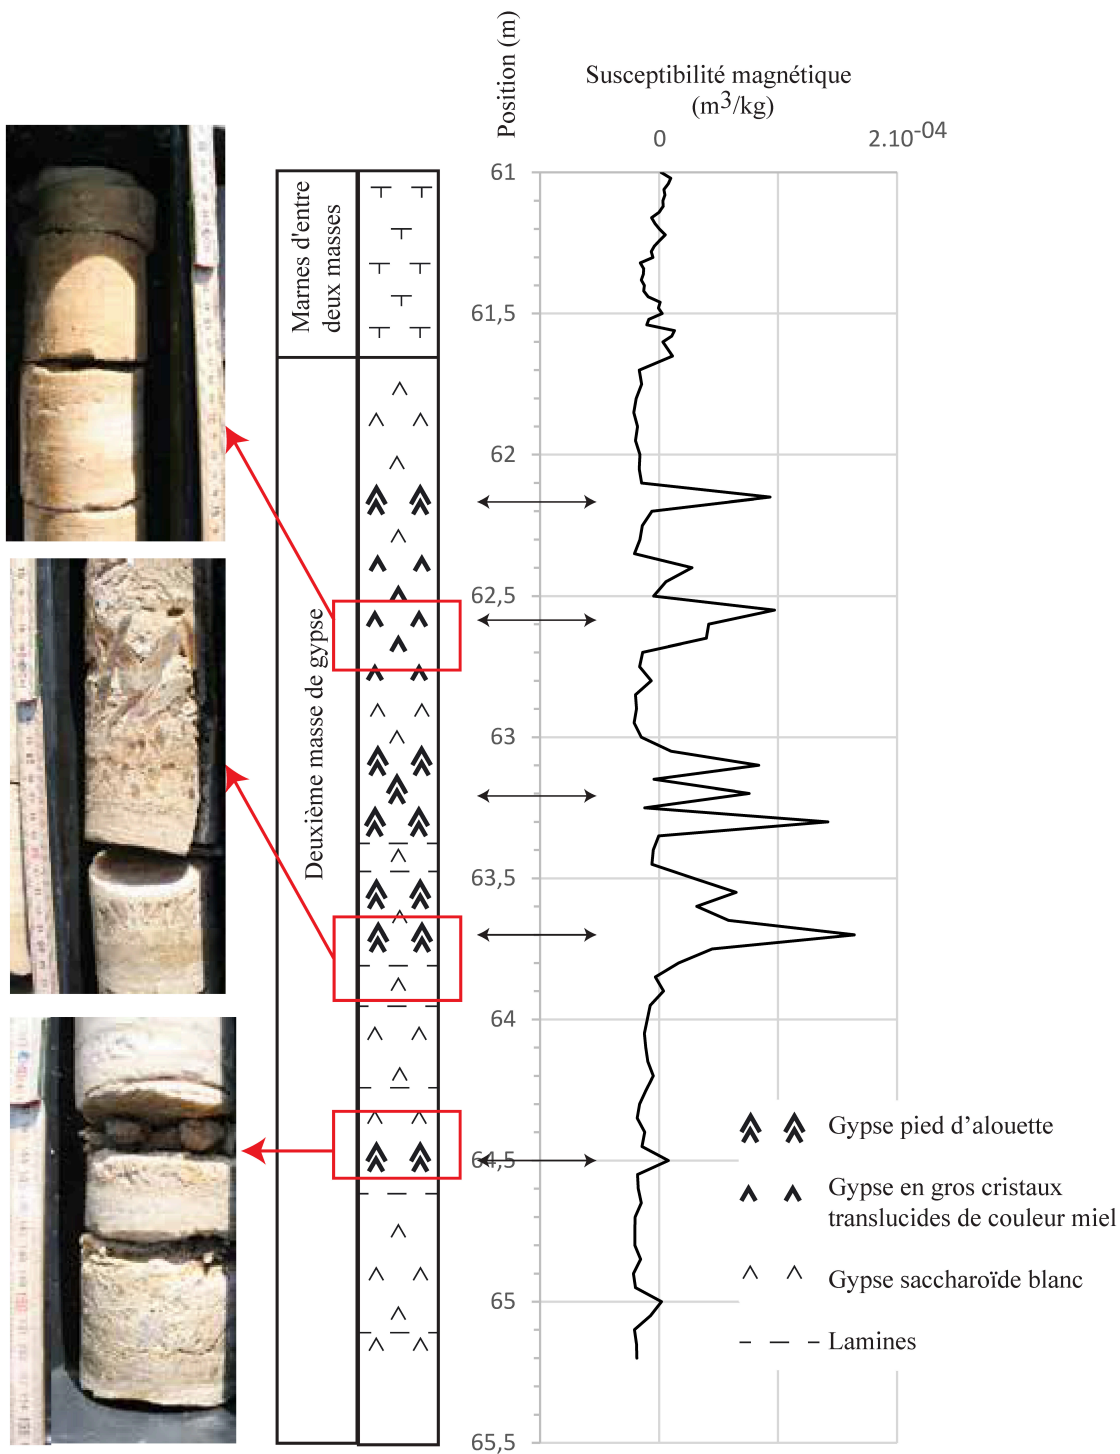 Position (m)
Susceptibilité magnétique
(m3/kg)
0
2.10-04
61
61,5
62
62,5
63
63,5
64
64,5
65
65,5
Marnes d'entre
deux masses
Deuxième masse de gypse
Gypse pied d’alouette
Gypse en gros cristaux
translucides de couleur miel
Gypse saccharoïde blanc
Lamines